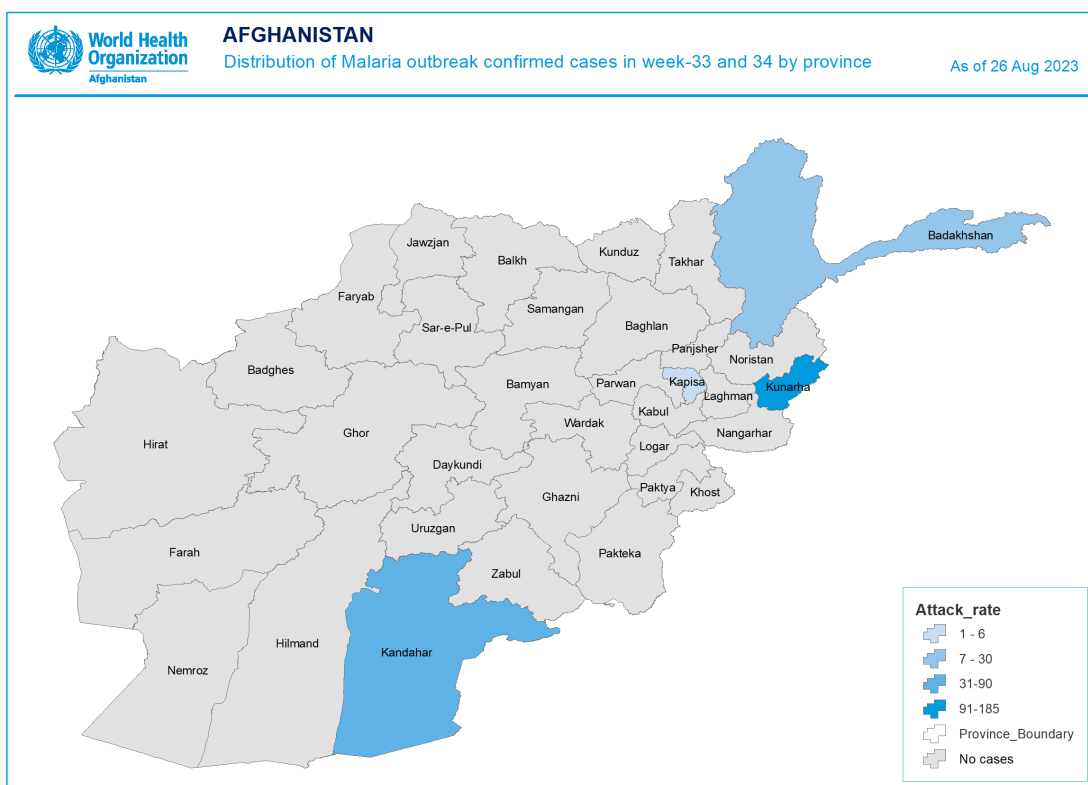 World Health
Organization
Afghanistan
AFGHANISTAN
Distribution of Malaria outbreak confirmed cases in week-33 and 34 by province
As of 26 Aug 2023
Badakhshan
Jawzjan
Balkh
Kunduz
Takhar
Faryab
Samangan
Sar-e-Pul
Baghlan
Panjsher
Noristan
Badghes
Bamyan
Parwan
Kapisa
Kunarha
Laghman
Kabul
Wardak
Ghor
Nangarhar
Hirat
Logar
Daykundi
Ghazni
Paktya
Khost
Uruzgan
Farah
Pakteka
Zabul
Hilmand
Kandahar
Nemroz
Attack_rate
1 - 6
7 - 30
31-90
91-185
Province_Boundary
No cases